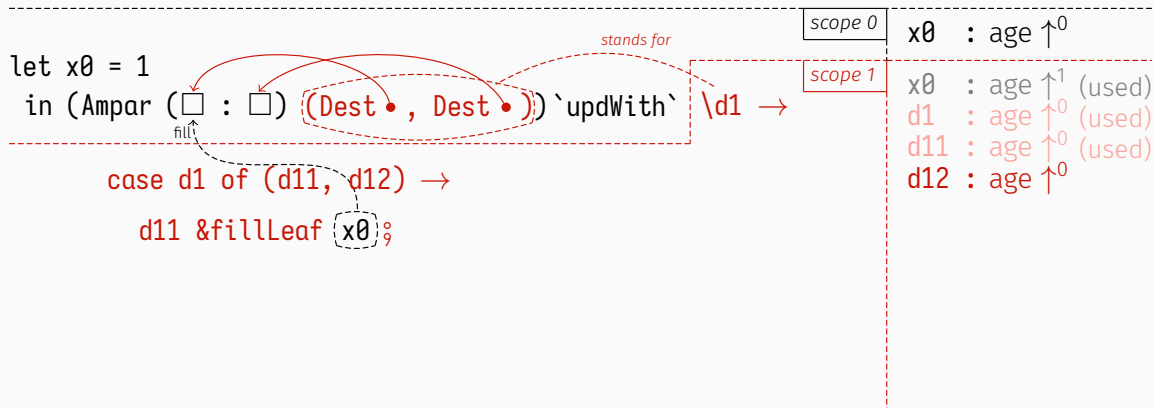 scope 0
x0 : age ↑⁰
stands for
let x0 = 1
scope 1
x0 : age ↑¹ (used)
in (Ampar (□ : □) (Dest • , Dest • )) `updWith` \d1 →
d1 : age ↑⁰ (used)
fill
d11 : age ↑⁰ (used)
case d1 of (d11, d12) →
d12 : age ↑⁰
d11 &fillLeaf x0 ⨟